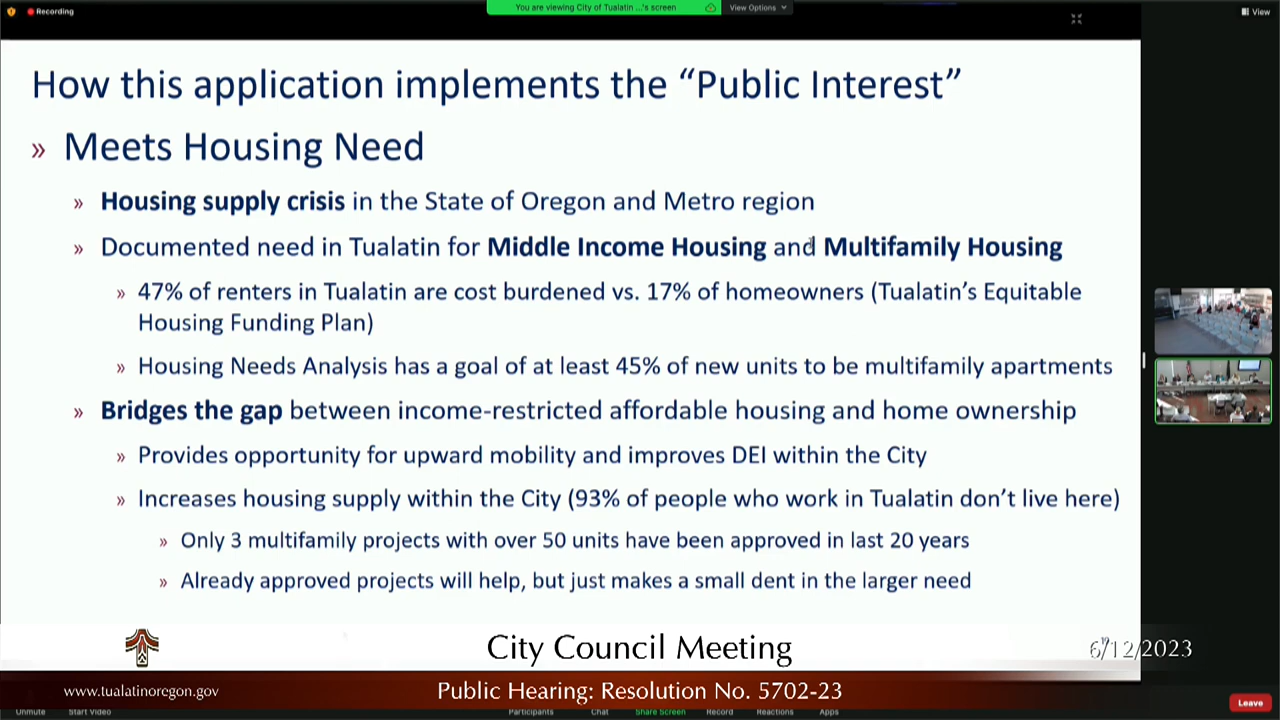 Recording
You are viewing City of Tualatin ...'s screen
View Options
View
How this application implements the “Public Interest”
» Meets Housing Need
» Housing supply crisis in the State of Oregon and Metro region
» Documented need in Tualatin for Middle Income Housing and Multifamily Housing
» 47% of renters in Tualatin are cost burdened vs. 17% of homeowners (Tualatin’s Equitable
Housing Funding Plan)
» Housing Needs Analysis has a goal of at least 45% of new units to be multifamily apartments
» Bridges the gap between income-restricted affordable housing and home ownership
» Provides opportunity for upward mobility and improves DEI within the City
» Increases housing supply within the City (93% of people who work in Tualatin don’t live here)
» Only 3 multifamily projects with over 50 units have been approved in last 20 years
» Already approved projects will help, but just makes a small dent in the larger need
City Council Meeting
6/12/2023
www.tualatinoregon.gov
Public Hearing: Resolution No. 5702-23
Unmute
Start Video
Participants
Chat
Share Screen
Record
Reactions
Apps
Leave